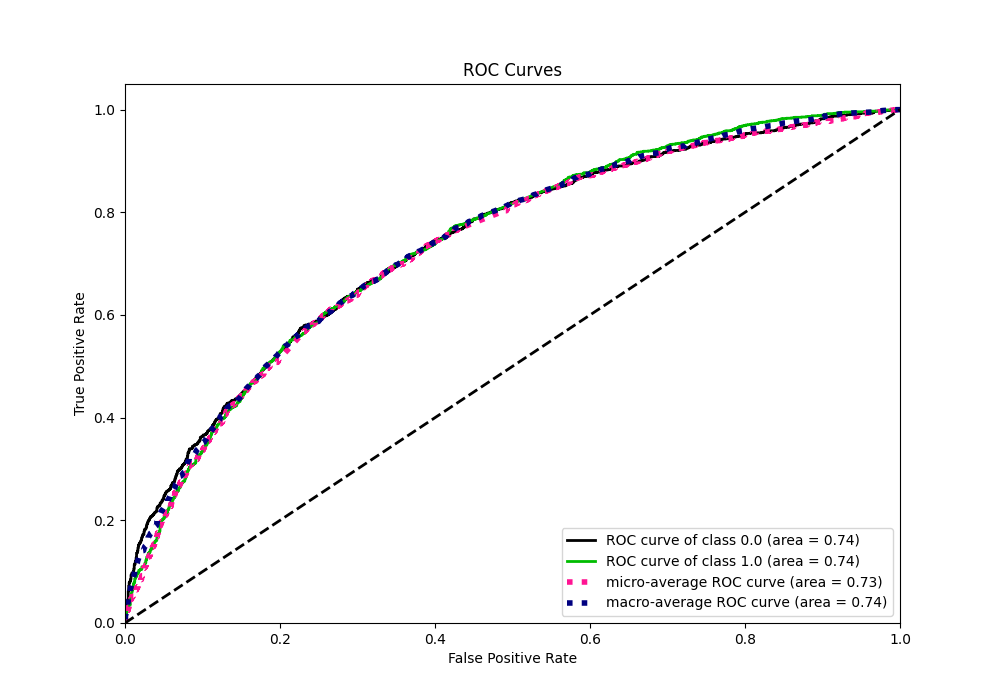 ROC Curves
True Positive Rate
1.0
0.8
0.6
0.4
0.2
0.0
ROC curve of class 0.0 (area = 0.74)
ROC curve of class 1.0 (area = 0.74)
micro-average ROC curve (area = 0.73)
macro-average ROC curve (area = 0.74)
0.0 0.2 0.4 0.6 0.8 1.0
False Positive Rate